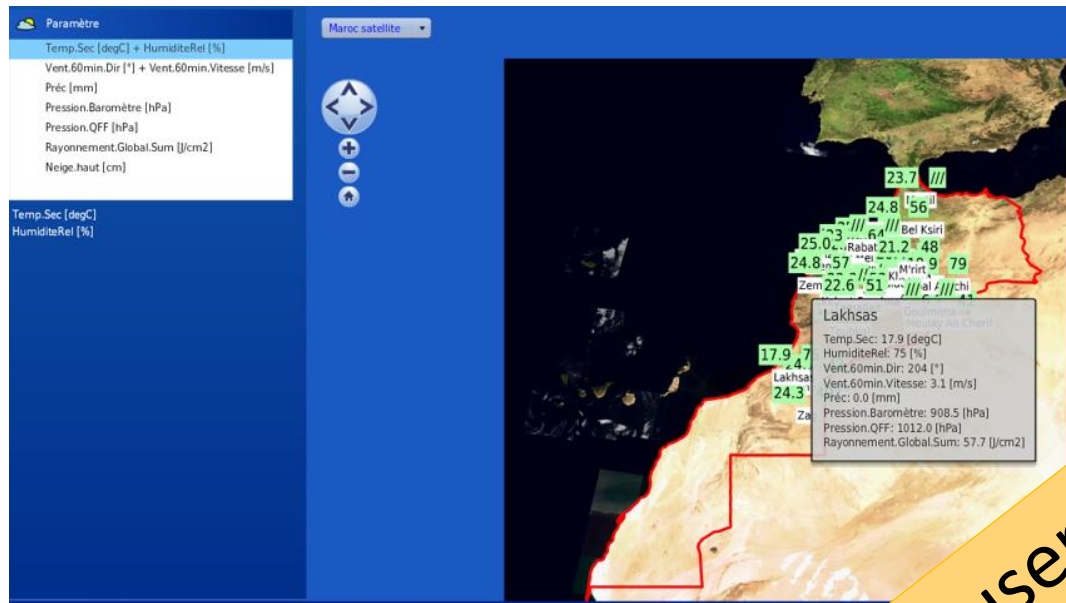 Paramètre
Temp.Sec [degC] + HumiditeRel [%]
Vent.60min.Dir [°] + Vent.60min.Vitesse [m/s]
Préc [mm]
Pression.Baromètre [hPa]
Pression.QFF [hPa]
Rayonnement.Global.Sum [J/cm2]
Neige.haut [cm]
Temp.Sec [degC]
HumiditeRel [%]
Maroc satellite
23.7 ///
24.8 56
/// 64 /// Bel Ksiri
25.0 Rabat 21.2 48
24.8 57 M'rirt 9 79
Zem 22.6 51 /// ///
17.9
Lakhsas
24.3
Za
Lakhsas
Temp.Sec: 17.9 [degC]
HumiditeRel: 75 [%]
Vent.60min.Dir: 204 [°]
Vent.60min.Vitesse: 3.1 [m/s]
Préc: 0.0 [mm]
Pression.Baromètre: 908.5 [hPa]
Pression.QFF: 1012.0 [hPa]
Rayonnement.Global.Sum: 57.7 [J/cm2]
user